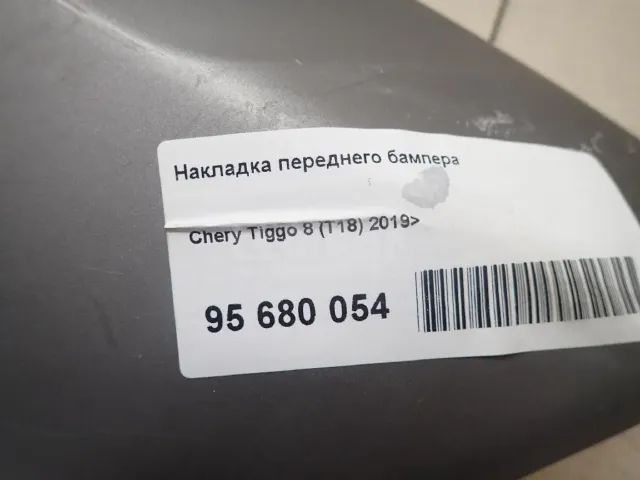 Накладка переднего бампера
Chery Tiggo 8 (T18) 2019>
95 680 054